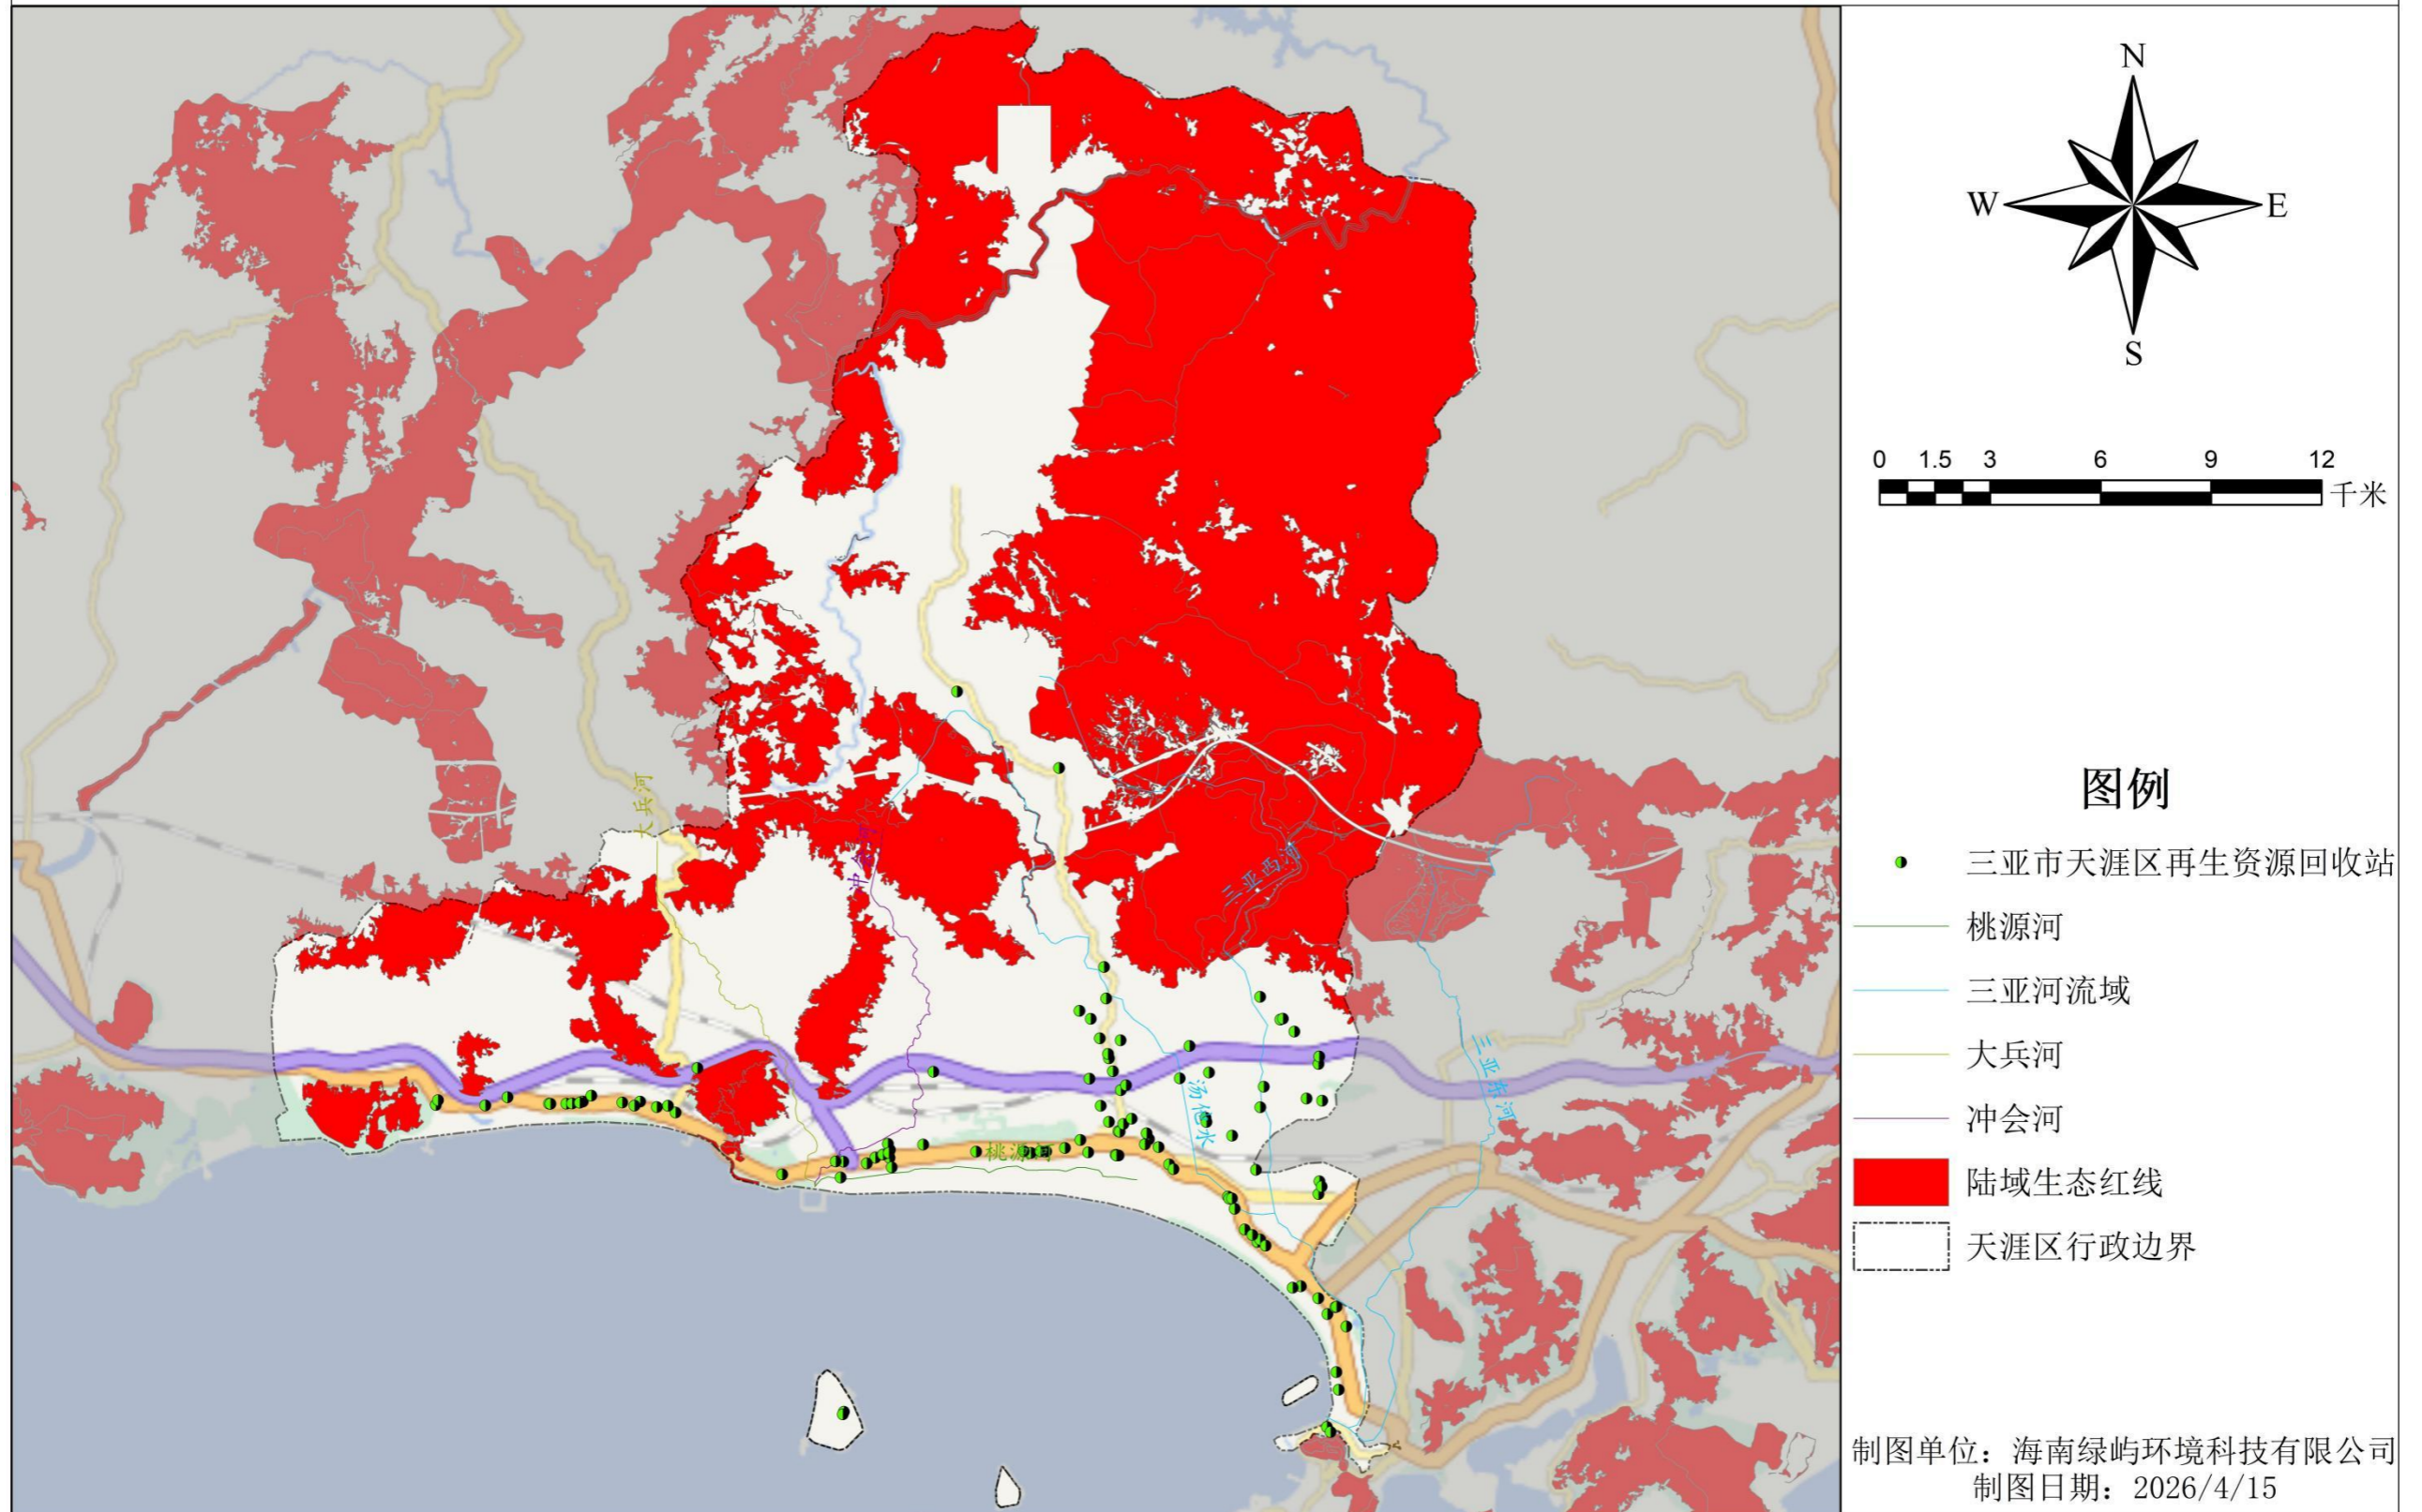 N
W
E
S
0 1.5 3 6 9 12
千米
大兵河
冲会河
三亚西河
三亚东河
汤他水
桃源河
图例
三亚市天涯区再生资源回收站
桃源河
三亚河流域
大兵河
冲会河
陆域生态红线
天涯区行政边界
制图单位：海南绿屿环境科技有限公司
制图日期：2026/4/15